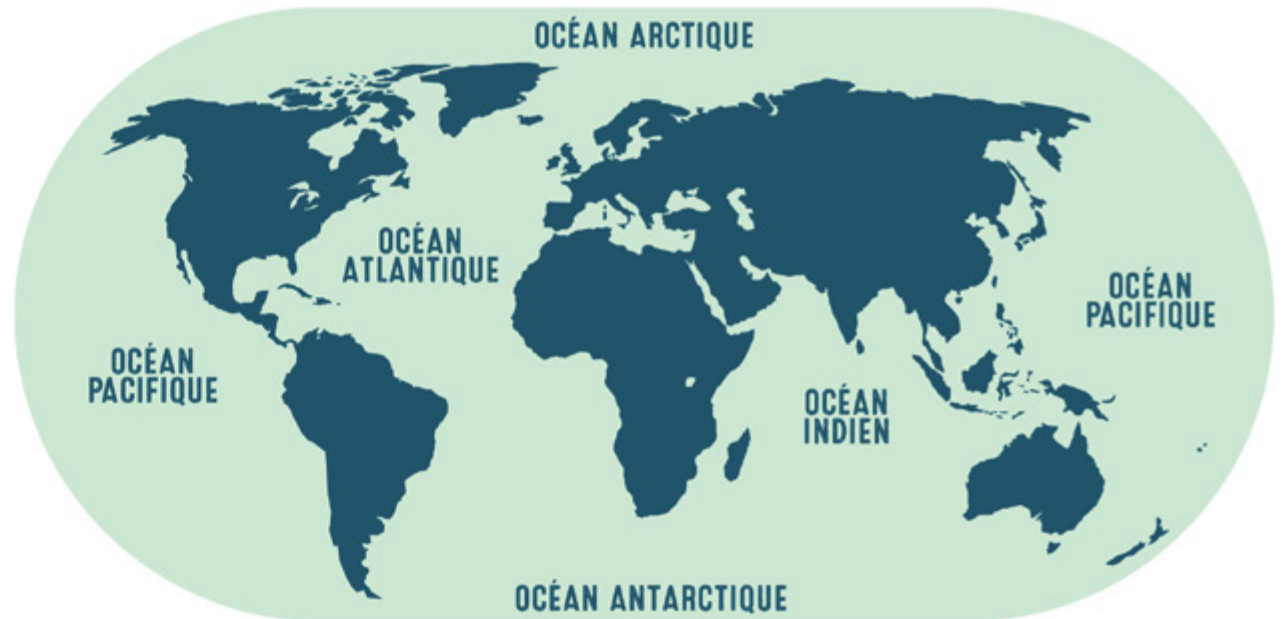 OCÉAN ARCTIQUE
OCÉAN
ATLANTIQUE
OCÉAN
PACIFIQUE
OCÉAN
PACIFIQUE
OCÉAN
INDIEN
OCÉAN ANTARCTIQUE